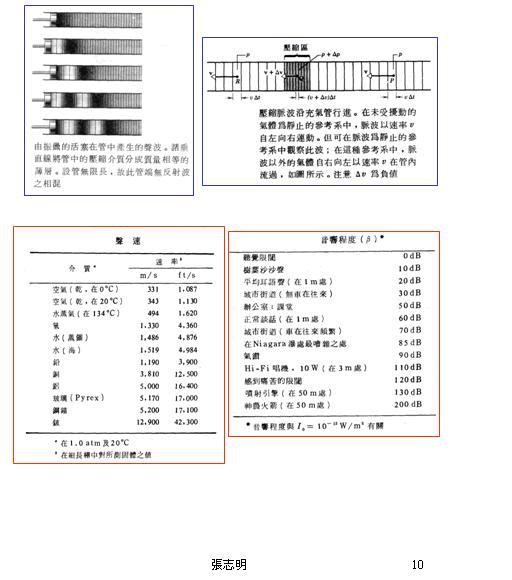 由振盪的活塞在管中產生的聲波。諸垂
直線將管中的壓縮介質分成質量相等的
薄層。設管無限長,故此管端無反射波
之相混
壓縮區
p
p + Δp
p
v
R
v + Δv
v
F
v Δt
(v + Δv)Δt
v Δt
壓縮脈波沿充氣管行進。在未受擾動的
氣體為靜止的參考系中,脈波以速率 v
自左向右運動。但可在脈波為靜止的參
考系中觀察此波;在這種參考系中,脈
波以外的氣體自右向左以速率 v 在管內
流過,如圖所示。注意 Δv 為負值
聲 速
介 質 速 率
m/s ft/s
空氣(乾,在0°C) 331 1,087
空氣(乾,在20°C) 343 1,130
水蒸氣(在134°C) 494 1,620
氫 1,330 4,360
水(蒸餾) 1,486 4,876
水(海) 1,519 4,984
鉛 1,190 3,900
銅 3,810 12,500
鋁 5,000 16,400
玻璃(Pyrex) 5,170 17,000
鋼鐵 5,200 17,100
鈹 12,900 42,300
* 在1.0 atm及20°C
在細長棒中對所測固體之值
音響程度(β)*
聽覺限閾 0 dB
樹葉沙沙聲 10 dB
平均耳語聲(在1m處) 20 dB
城市街道(無車在往來) 30 dB
辦公室;課堂 50 dB
正常談話(在1m處) 60 dB
城市街道(車在往來頻繁) 70 dB
在Niagara瀑處最嘈雜之處 85 dB
氣鑽 90 dB
Hi-Fi唱機,10W(在3m處) 110 dB
感到痛苦的限閾 120 dB
噴射引擎(在50m處) 130 dB
神農火箭(在50m處) 200 dB
*音響程度與 I₀ = 10⁻¹² W/m² 有關
張志明
10